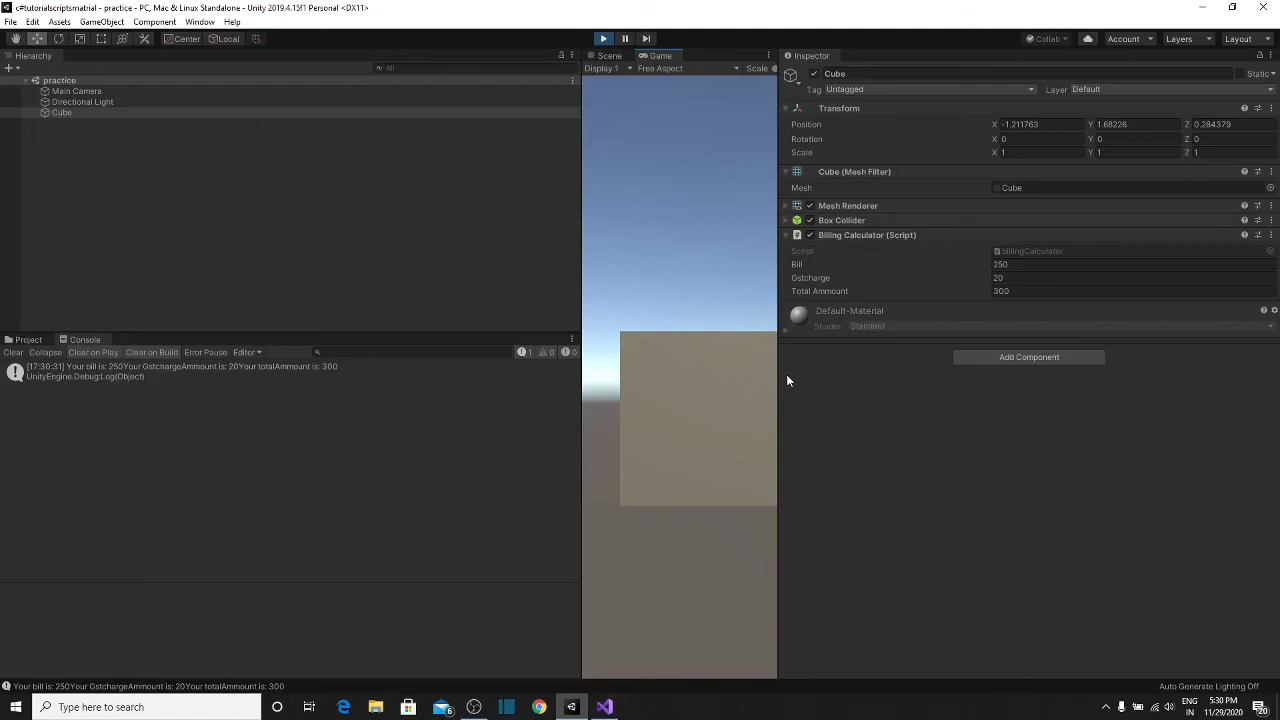 c#tutorialscriptsmatrial - practice - PC, Mac & Linux Standalone - Unity 2019.4.15f1 Personal <DX11>
File Edit Assets GameObject Component Window Help
Center Local Collab Account Layers Layout
Hierarchy
All
practice
Main Camera
Directional Light
Cube
Project Console
Clear Collapse Clear on Play Clear on Build Error Pause Editor 1 0 0
[17:30:31] Your bill is: 250Your GstchargeAmmount is: 20Your totalAmmount is: 300
UnityEngine.Debug:Log(Object)
Scene Game
Display 1 Free Aspect Scale
Inspector
Cube Static
Tag Untagged Layer Default
Transform
Position X -1.211763 Y 1.68226 Z 0.284379
Rotation X 0 Y 0 Z 0
Scale X 1 Y 1 Z 1
Cube (Mesh Filter)
Mesh Cube
Mesh Renderer
Box Collider
Billing Calculator (Script)
Script billingCalculator
Bill 250
Gstcharge 20
Total Ammount 300
Default-Material
Shader Standard
Add Component
Your bill is: 250Your GstchargeAmmount is: 20Your totalAmmount is: 300
Auto Generate Lighting Off
Type here to search
ENG 5:30 PM
IN 11/29/2020